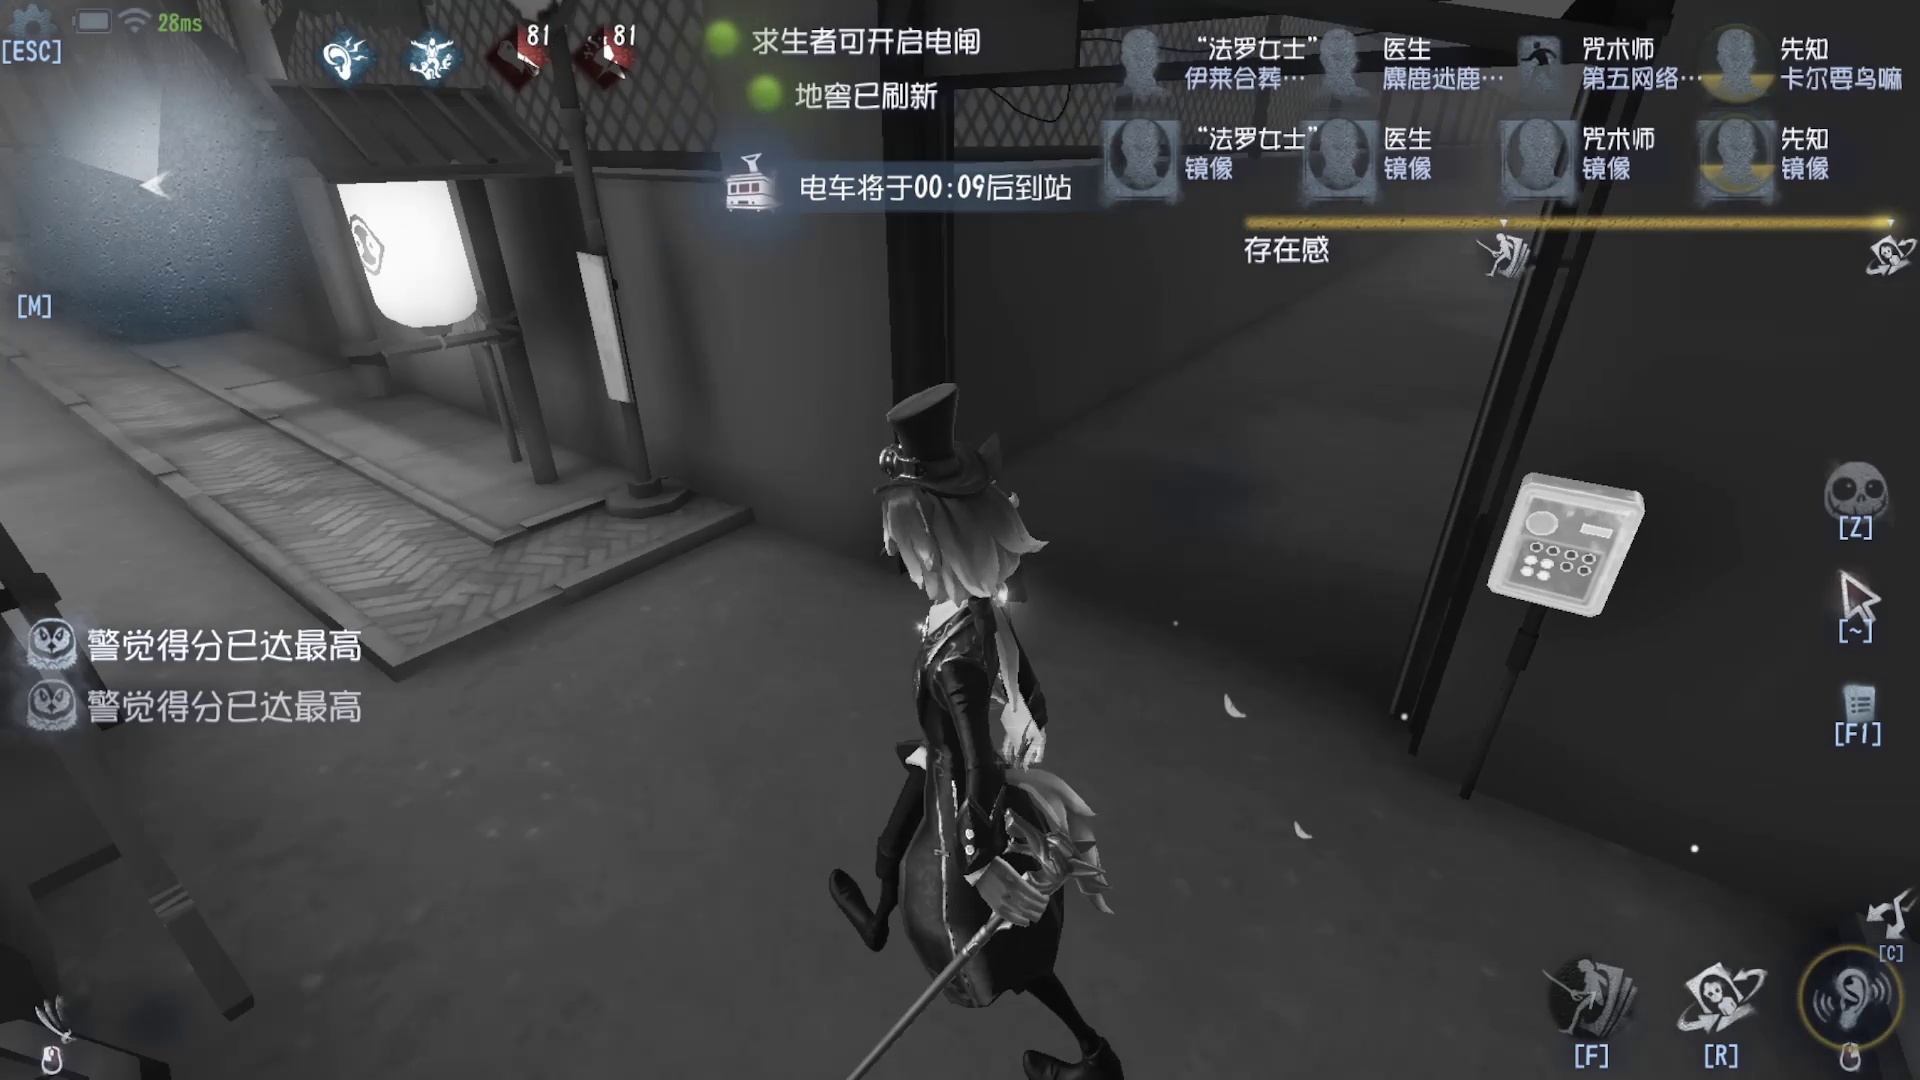 28ms
[ESC]
81
81
求生者可开启电闸
地窖已刷新
电车将于00:09后到站
“法罗女士”
伊莱合葬…
医生
麋鹿迷鹿…
咒术师
第五网络…
先知
卡尔要鸟嘛
“法罗女士”
镜像
医生
镜像
咒术师
镜像
先知
镜像
存在感
[M]
[Z]
[~]
[F1]
警觉得分已达最高
警觉得分已达最高
[C]
[F]
[R]